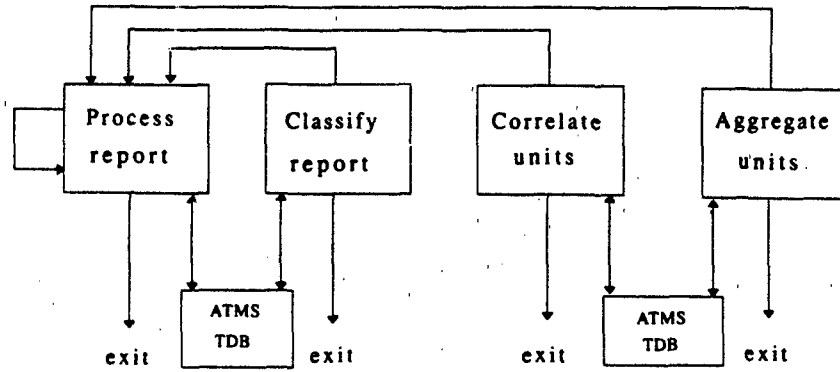 Process
report
Classify
report
Correlate
units
Aggregate
units
ATMS
TDB
ATMS
TDB
exit
exit
exit
exit